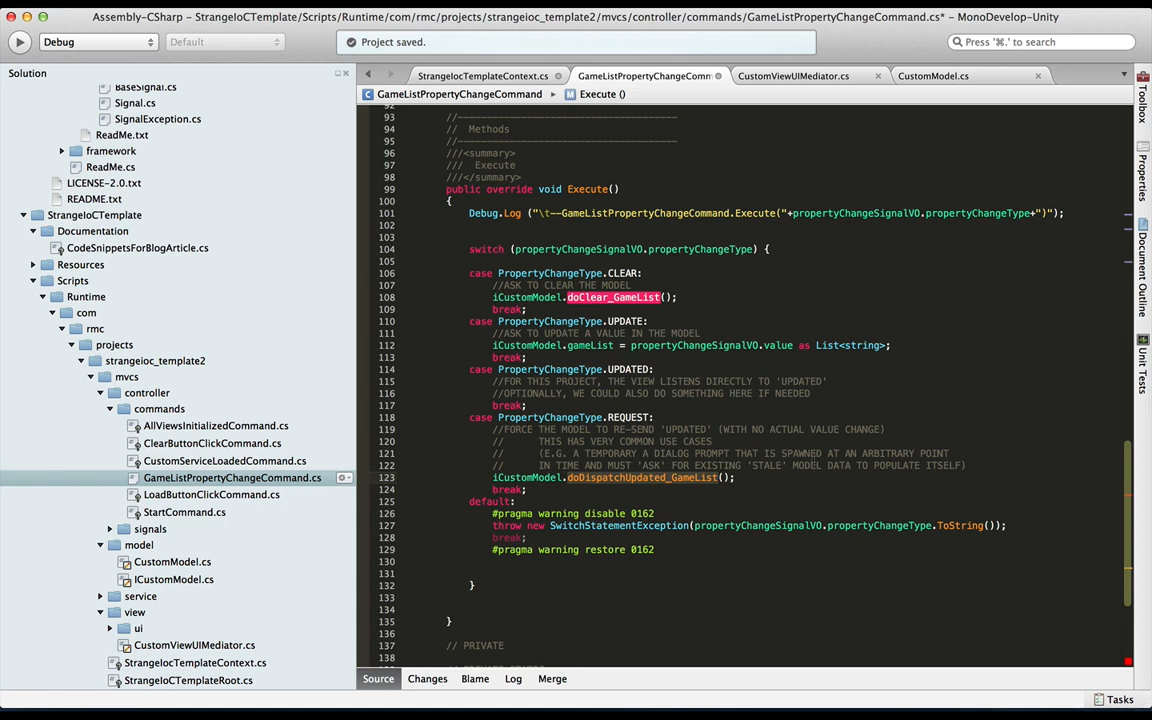 Assembly-CSharp – StrangeIoCTemplate/Scripts/Runtime/com/rmc/projects/strangeioc_template2/mvcs/controller/commands/GameListPropertyChangeCommand.cs* – MonoDevelop-Unity
Debug
Default
Project saved.
Press '⌘.' to search
Solution
StrangeIocTemplateContext.cs
GameListPropertyChangeComm
CustomViewUIMediator.cs
CustomModel.cs
GameListPropertyChangeCommand
Execute ()
BaseSignal.cs
Signal.cs
SignalException.cs
ReadMe.txt
framework
ReadMe.cs
LICENSE-2.0.txt
README.txt
StrangeIoCTemplate
Documentation
CodeSnippetsForBlogArticle.cs
Resources
Scripts
Runtime
com
rmc
projects
strangeioc_template2
mvcs
controller
commands
AllViewsInitializedCommand.cs
ClearButtonClickCommand.cs
CustomServiceLoadedCommand.cs
GameListPropertyChangeCommand.cs
LoadButtonClickCommand.cs
StartCommand.cs
signals
model
CustomModel.cs
ICustomModel.cs
service
view
ui
CustomViewUIMediator.cs
StrangeIocTemplateContext.cs
StrangeIoCTemplateRoot.cs
92
93 //--------------------------------------
94 // Methods
95 //--------------------------------------
96 ///<summary>
97 /// Execute
98 ///</summary>
99 public override void Execute()
100 {
101 Debug.Log ("\t--GameListPropertyChangeCommand.Execute("+propertyChangeSignalVO.propertyChangeType+")");
102
103
104 switch (propertyChangeSignalVO.propertyChangeType) {
105
106 case PropertyChangeType.CLEAR:
107 //ASK TO CLEAR THE MODEL
108 iCustomModel.doClear_GameList();
109 break;
110 case PropertyChangeType.UPDATE:
111 //ASK TO UPDATE A VALUE IN THE MODEL
112 iCustomModel.gameList = propertyChangeSignalVO.value as List<string>;
113 break;
114 case PropertyChangeType.UPDATED:
115 //FOR THIS PROJECT, THE VIEW LISTENS DIRECTLY TO 'UPDATED'
116 //OPTIONALLY, WE COULD ALSO DO SOMETHING HERE IF NEEDED
117 break;
118 case PropertyChangeType.REQUEST:
119 //FORCE THE MODEL TO RE-SEND 'UPDATED' (WITH NO ACTUAL VALUE CHANGE)
120 // THIS HAS VERY COMMON USE CASES
121 // (E.G. A TEMPORARY A DIALOG PROMPT THAT IS SPAWNED AT AN ARBITRARY POINT
122 // IN TIME AND MUST 'ASK' FOR EXISTING 'STALE' MODEL DATA TO POPULATE ITSELF)
123 iCustomModel.doDispatchUpdated_GameList();
124 break;
125 default:
126 #pragma warning disable 0162
127 throw new SwitchStatementException(propertyChangeSignalVO.propertyChangeType.ToString());
128 break;
129 #pragma warning restore 0162
130
131
132 }
133
134
135 }
136
137 // PRIVATE
138
Toolbox
Properties
Document Outline
Unit Tests
Source
Changes
Blame
Log
Merge
Tasks